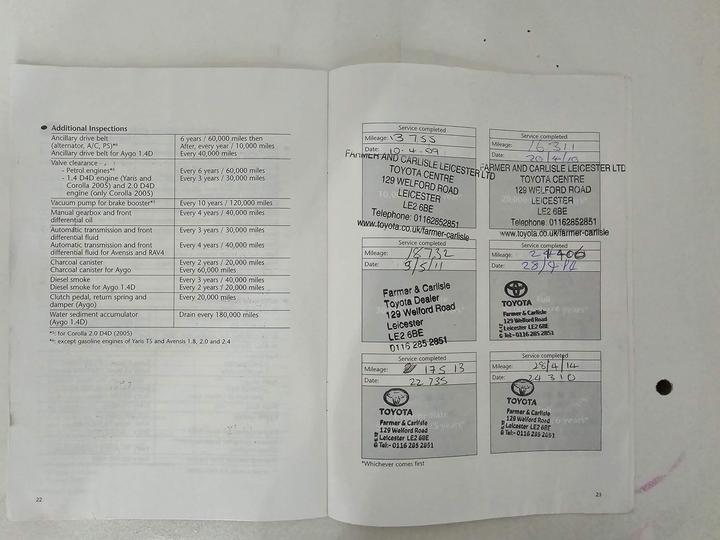 Additional Inspections
Ancillary drive belt
(alternator, A/C, PS)*⁶
6 years / 60,000 miles then
After, every year / 10,000 miles
Ancillary drive belt for Aygo 1.4D
Every 40,000 miles
Valve clearance
- Petrol engines*⁶
Every 6 years / 60,000 miles
- 1.4 D4D engine (Yaris and
Corolla 2005) and 2.0 D4D
engine (only Corolla 2005)
Every 3 years / 30,000 miles
Vacuum pump for brake booster*⁵
Every 10 years / 120,000 miles
Manual gearbox and front
differential oil
Every 4 years / 40,000 miles
Automatic transmission and front
differential fluid
Every 3 years / 30,000 miles
Automatic transmission and front
differential fluid for Avensis and RAV4
Every 4 years / 40,000 miles
Charcoal canister
Every 2 years / 20,000 miles
Charcoal canister for Aygo
Every 60,000 miles
Diesel smoke
Every 3 years / 40,000 miles
Diesel smoke for Aygo 1.4D
Every 2 years / 20,000 miles
Clutch pedal, return spring and
damper (Aygo)
Every 20,000 miles
Water sediment accumulator
(Aygo 1.4D)
Drain every 180,000 miles
*⁵: for Corolla 2.0 D4D (2005)
*⁶: except gasoline engines of Yaris TS and Avensis 1.8, 2.0 and 2.4
22
Service completed
Mileage: 13 755
Date: 10.4.09
FARMER AND CARLISLE LEICESTER LTD
TOYOTA CENTRE
129 WELFORD ROAD
LEICESTER
LE2 6BE
Telephone: 01162852851
www.toyota.co.uk/farmer-carlisle
Service completed
Mileage: 16311
Date: 20/4/10
FARMER AND CARLISLE LEICESTER LTD
TOYOTA CENTRE
129 WELFORD ROAD
LEICESTER
LE2 6BE
Telephone: 01162852851
www.toyota.co.uk/farmer-carlisle
Service completed
Mileage: 18732
Date: 9/5/11
Farmer & Carlisle
Toyota Dealer
129 Welford Road
Leicester
LE2 6BE
0116 285 2851
Service completed
Mileage:
Date:
TOYOTA
Farmer & Carlisle
129 Welford Road
Leicester LE2 6BE
Tel:- 0116 285 2851
Service completed
Mileage: 17 5 13
Date: 22 735
TOYOTA
Farmer & Carlisle
129 Welford Road
Leicester LE2 6BE
Tel:- 0116 285 2851
Service completed
Mileage: 28/4/14
Date: 24 310
TOYOTA
Farmer & Carlisle
129 Welford Road
Leicester LE2 6BE
Tel:- 0116 285 2851
*Whichever comes first
23